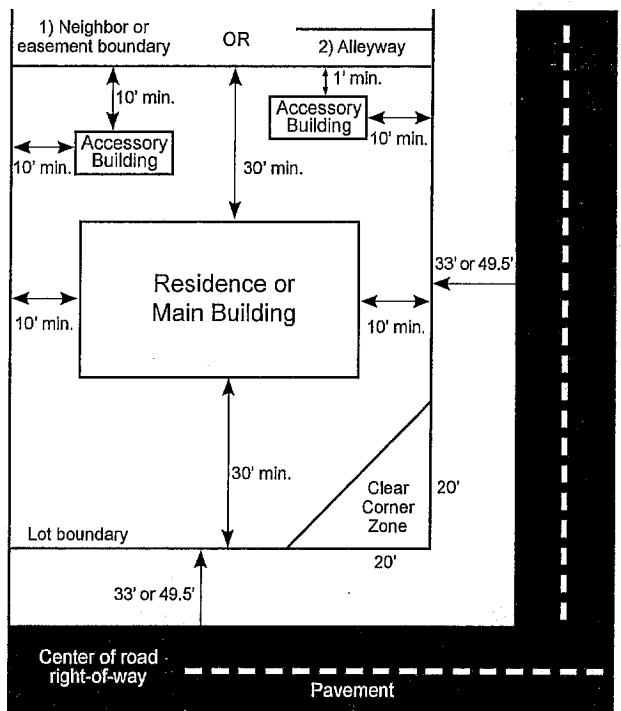 1) Neighbor or
easement boundary
OR
2) Alleyway
10' min.
1' min.
Accessory
Building
10' min.
Accessory
Building
10' min.
30' min.
33' or 49.5'
Residence or
Main Building
10' min.
10' min.
30' min.
Clear
Corner
Zone
20'
Lot boundary
20'
33' or 49.5'
Center of road
right-of-way
Pavement